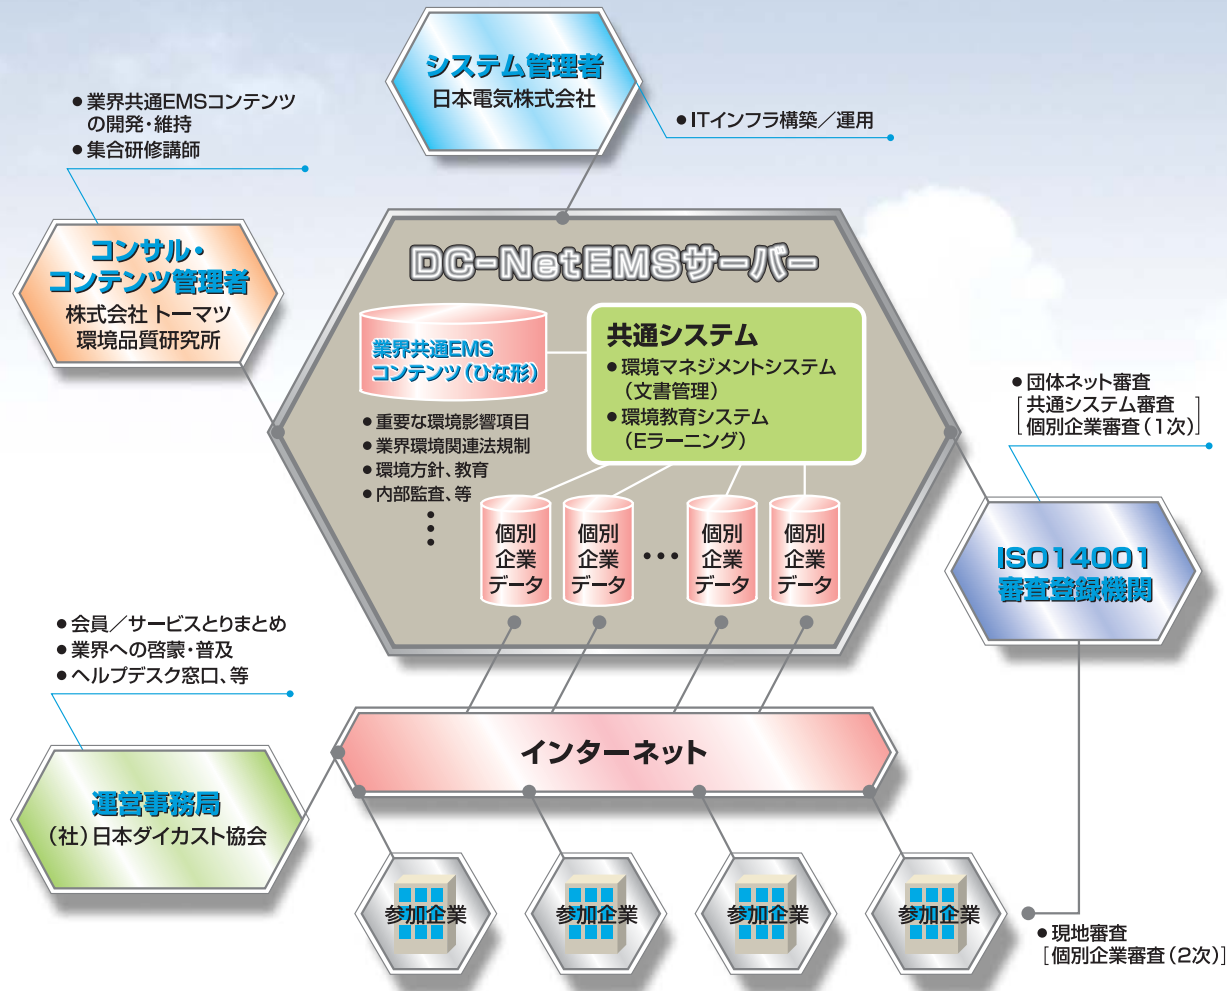 システム管理者
日本電気株式会社
●ITインフラ構築／運用
●業界共通EMSコンテンツ
の開発・維持
●集合研修講師
コンサル・
コンテンツ管理者
株式会社 トーマツ
環境品質研究所
DC-NetEMSサーバー
業界共通EMS
コンテンツ（ひな形）
●重要な環境影響項目
●業界環境関連法規制
●環境方針、教育
●内部監査、等
共通システム
●環境マネジメントシステム
（文書管理）
●環境教育システム
（Eラーニング）
個別
企業
データ
個別
企業
データ
•••
個別
企業
データ
個別
企業
データ
●団体ネット審査
[共通システム審査
個別企業審査（1次）]
ISO14001
審査登録機関
●会員／サービスとりまとめ
●業界への啓蒙・普及
●ヘルプデスク窓口、等
運営事務局
（社）日本ダイカスト協会
インターネット
参加企業
参加企業
参加企業
参加企業
●現地審査
[個別企業審査（2次）]